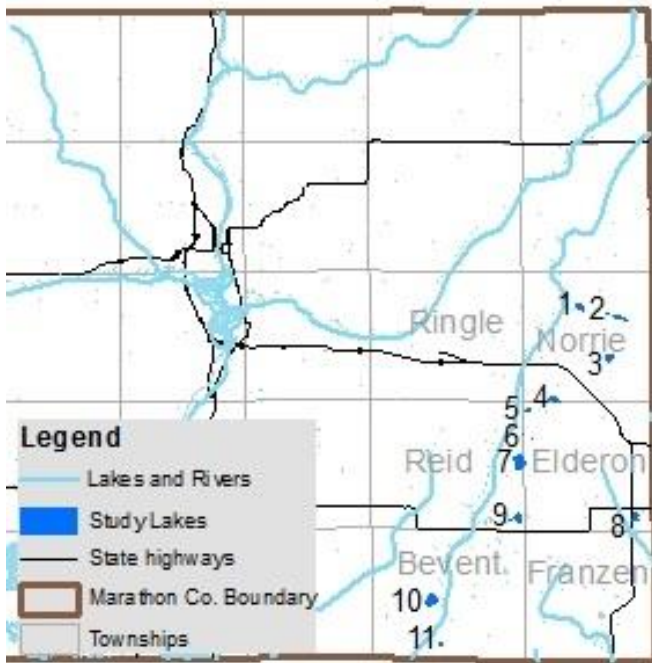 1 2
Ringle
Norrie
3
4
5
6
Reid 7 Elderon
9 8
Bevent. Franzen
10
11
Legend
Lakes and Rivers
Study Lakes
State highways
Marathon Co. Boundary
Townships